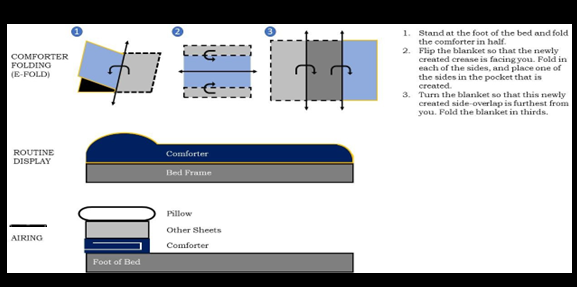 1
2
3
COMFORTER
FOLDING
(E-FOLD)
1. Stand at the foot of the bed and fold
the comforter in half.
2. Flip the blanket so that the newly
created crease is facing you. Fold in
each of the sides, and place one of
the sides in the pocket that is
created.
3. Turn the blanket so that this newly
created side-overlap is furthest from
you. Fold the blanket in thirds.
ROUTINE
DISPLAY
Comforter
Bed Frame
AIRING
Pillow
Other Sheets
Comforter
Foot of Bed